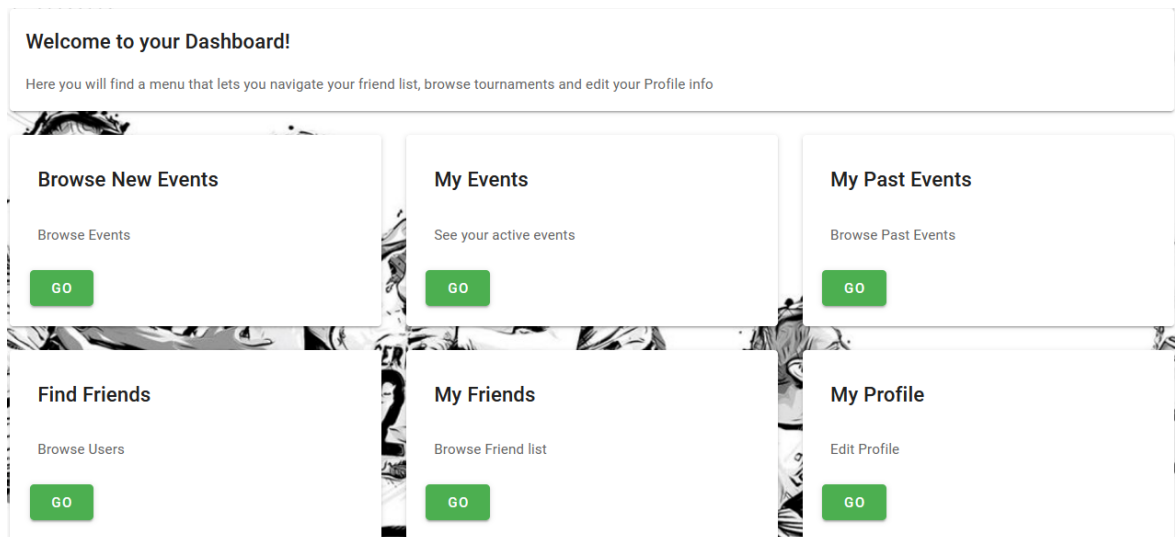 Welcome to your Dashboard!
Here you will find a menu that lets you navigate your friend list, browse tournaments and edit your Profile info
Browse New Events
Browse Events
GO
My Events
See your active events
GO
My Past Events
Browse Past Events
GO
Find Friends
Browse Users
GO
My Friends
Browse Friend list
GO
My Profile
Edit Profile
GO